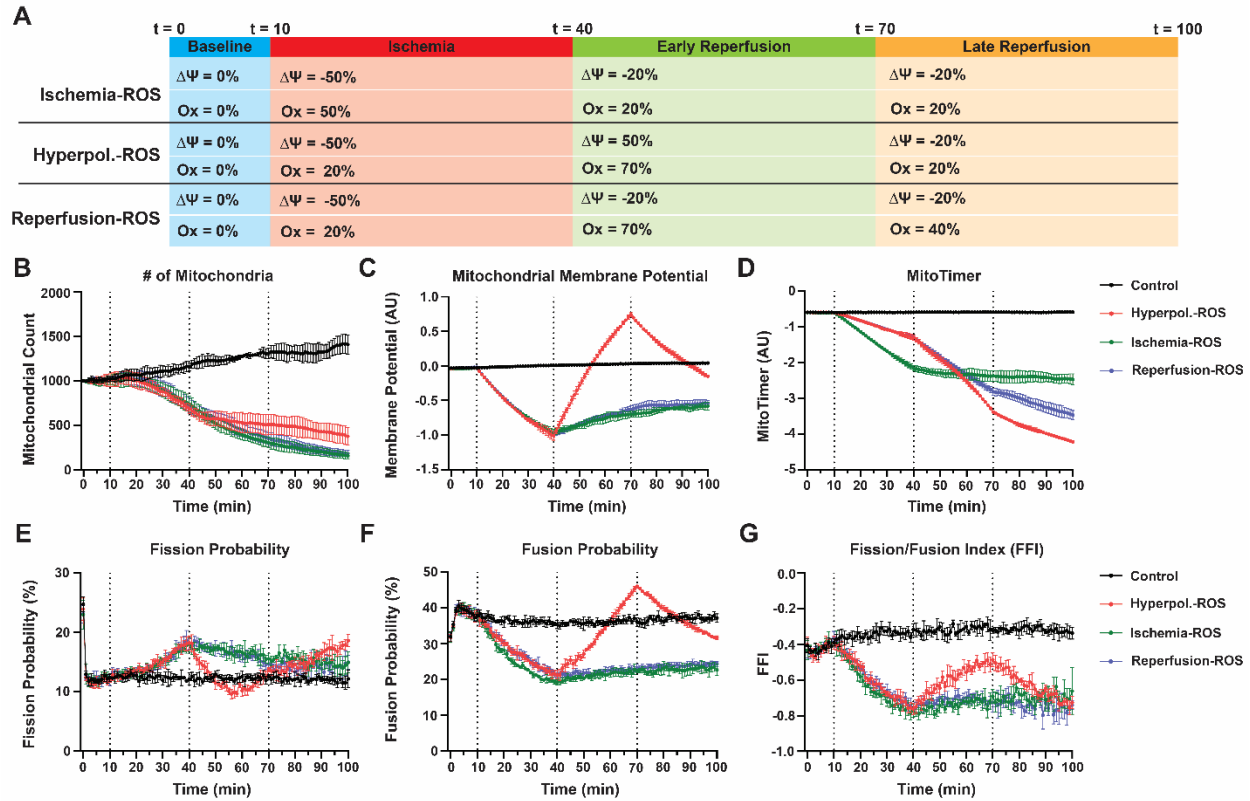 A
t = 0 t = 10 t = 40 t = 70 t = 100
Baseline Ischemia Early Reperfusion Late Reperfusion
Ischemia-ROS
ΔΨ = 0% ΔΨ = -50% ΔΨ = -20% ΔΨ = -20%
Ox = 0% Ox = 50% Ox = 20% Ox = 20%
Hyperpol.-ROS
ΔΨ = 0% ΔΨ = -50% ΔΨ = 50% ΔΨ = -20%
Ox = 0% Ox = 20% Ox = 70% Ox = 20%
Reperfusion-ROS
ΔΨ = 0% ΔΨ = -50% ΔΨ = -20% ΔΨ = -20%
Ox = 0% Ox = 20% Ox = 70% Ox = 40%
B
# of Mitochondria
Mitochondrial Count
2000
1500
1000
500
0
0 10 20 30 40 50 60 70 80 90 100
Time (min)
C
Mitochondrial Membrane Potential
Membrane Potential (AU)
1.0
0.5
0.0
-0.5
-1.0
-1.5
0 10 20 30 40 50 60 70 80 90 100
Time (min)
D
MitoTimer
MitoTimer (AU)
0
-1
-2
-3
-4
-5
0 10 20 30 40 50 60 70 80 90 100
Time (min)
Control
Hyperpol.-ROS
Ischemia-ROS
Reperfusion-ROS
E
Fission Probability
Fission Probability (%)
30
20
10
0
0 10 20 30 40 50 60 70 80 90 100
Time (min)
F
Fusion Probability
Fusion Probability (%)
50
40
30
20
10
0
0 10 20 30 40 50 60 70 80 90 100
Time (min)
G
Fission/Fusion Index (FFI)
FFI
0.0
-0.2
-0.4
-0.6
-0.8
-1.0
0 10 20 30 40 50 60 70 80 90 100
Time (min)
Control
Hyperpol.-ROS
Ischemia-ROS
Reperfusion-ROS